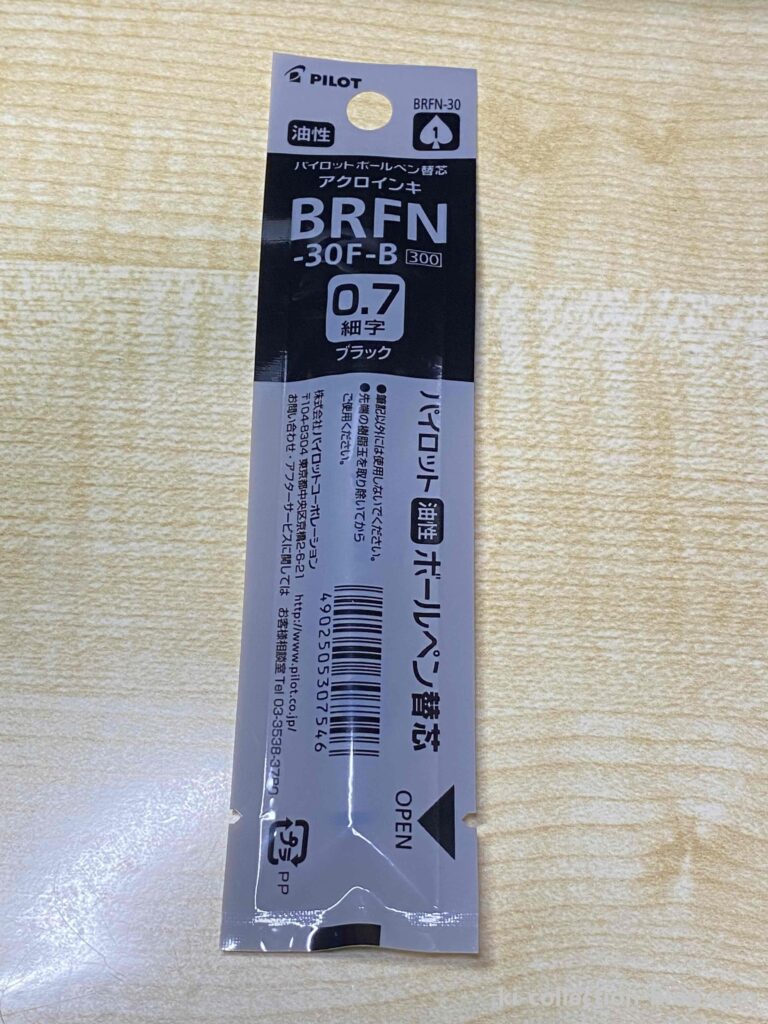 PILOT
BRFN-30
油性
1
パイロットボールペン替芯
アクロインキ
BRFN
-30F-B 300
0.7
細字
ブラック
パイロット 油性 ボールペン替芯
●筆記以外には使用しないでください。
●先端の樹脂玉を取り除いてから
ご使用ください。
株式会社パイロットコーポレーション
〒104-8304 東京都中央区京橋2-6-21 http://www.pilot.co.jp/
お問い合わせ・アフターサービスに関しては お客様相談室 Tel 03-3538-3780
4902505307546
OPEN
プラ
PP